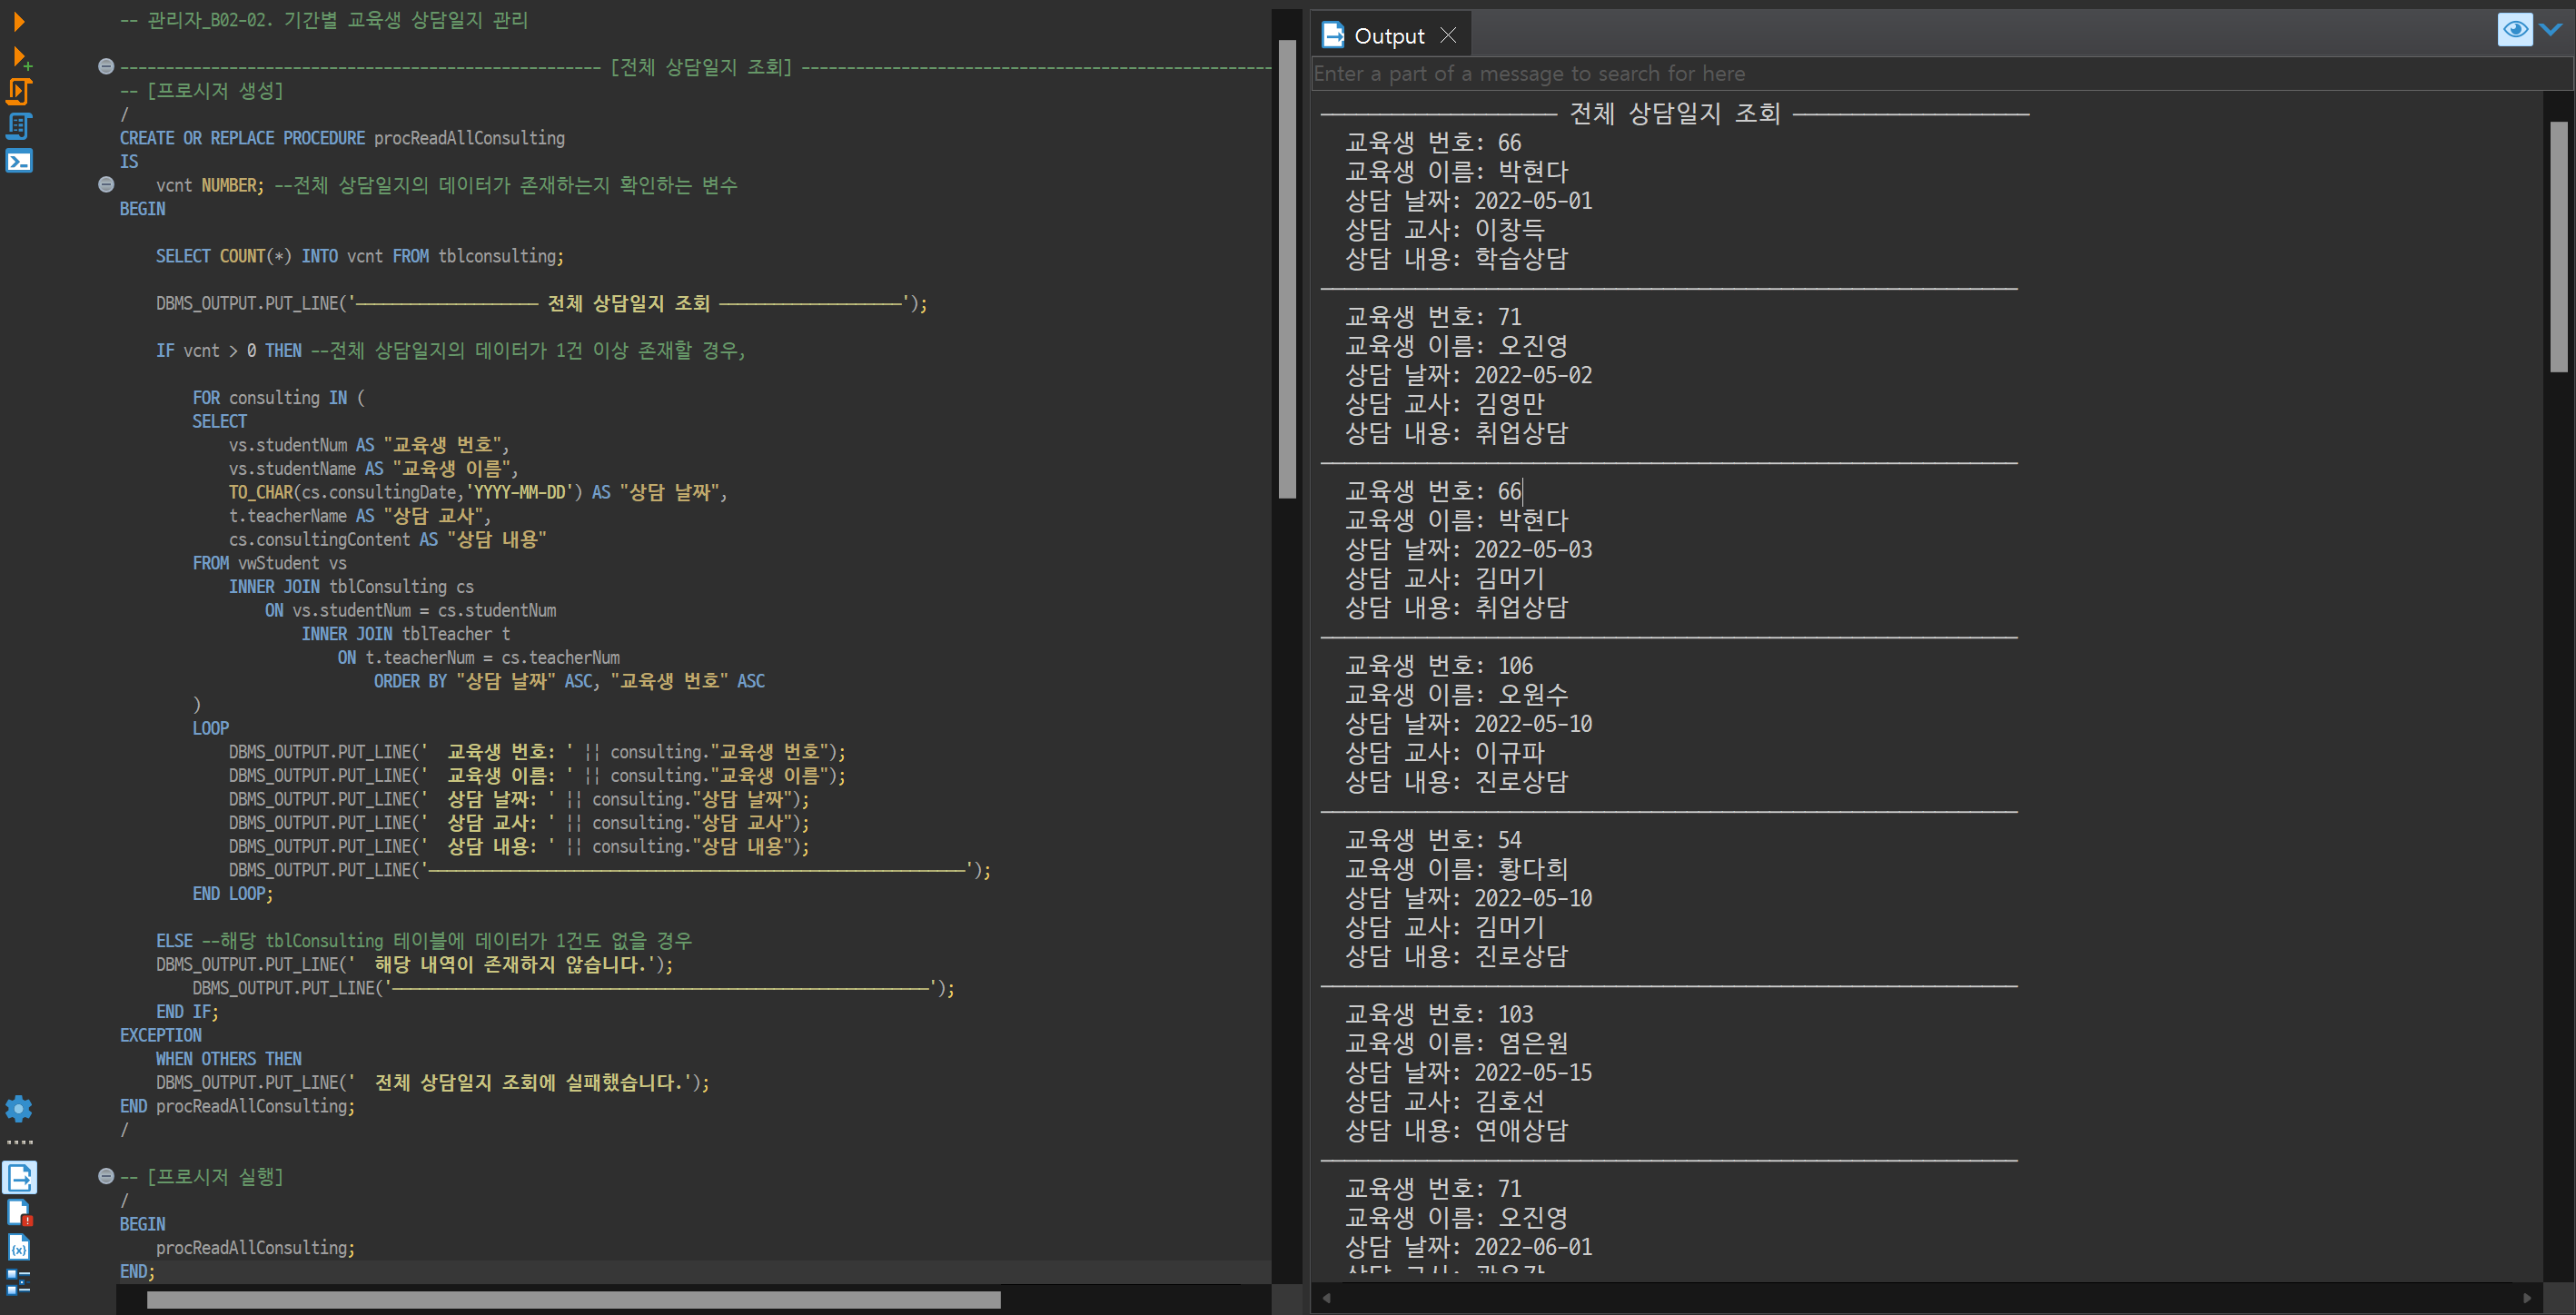 -- 관리자_B02-02. 기간별 교육생 상담일지 관리
----------------------------------------------------- [전체 상담일지 조회] ----------------------------------------------------
-- [프로시저 생성]
/
CREATE OR REPLACE PROCEDURE procReadAllConsulting
IS
    vcnt NUMBER; --전체 상담일지의 데이터가 존재하는지 확인하는 변수
BEGIN
    SELECT COUNT(*) INTO vcnt FROM tblconsulting;
    DBMS_OUTPUT.PUT_LINE('──────────────────── 전체 상담일지 조회 ────────────────────');
    IF vcnt > 0 THEN --전체 상담일지의 데이터가 1건 이상 존재할 경우,
        FOR consulting IN (
        SELECT
            vs.studentNum AS "교육생 번호",
            vs.studentName AS "교육생 이름",
            TO_CHAR(cs.consultingDate,'YYYY-MM-DD') AS "상담 날짜",
            t.teacherName AS "상담 교사",
            cs.consultingContent AS "상담 내용"
        FROM vwStudent vs
            INNER JOIN tblConsulting cs
                ON vs.studentNum = cs.studentNum
                    INNER JOIN tblTeacher t
                        ON t.teacherNum = cs.teacherNum
                            ORDER BY "상담 날짜" ASC, "교육생 번호" ASC
        )
        LOOP
            DBMS_OUTPUT.PUT_LINE('  교육생 번호: ' || consulting."교육생 번호");
            DBMS_OUTPUT.PUT_LINE('  교육생 이름: ' || consulting."교육생 이름");
            DBMS_OUTPUT.PUT_LINE('  상담 날짜: ' || consulting."상담 날짜");
            DBMS_OUTPUT.PUT_LINE('  상담 교사: ' || consulting."상담 교사");
            DBMS_OUTPUT.PUT_LINE('  상담 내용: ' || consulting."상담 내용");
            DBMS_OUTPUT.PUT_LINE('───────────────────────────────────────────────────────────');
        END LOOP;
    ELSE --해당 tblConsulting 테이블에 데이터가 1건도 없을 경우
    DBMS_OUTPUT.PUT_LINE('  해당 내역이 존재하지 않습니다.');
        DBMS_OUTPUT.PUT_LINE('───────────────────────────────────────────────────────────');
    END IF;
EXCEPTION
    WHEN OTHERS THEN
    DBMS_OUTPUT.PUT_LINE('  전체 상담일지 조회에 실패했습니다.');
END procReadAllConsulting;
/
-- [프로시저 실행]
/
BEGIN
    procReadAllConsulting;
END;
Output
Enter a part of a message to search for here
──────────────────── 전체 상담일지 조회 ────────────────────
교육생 번호: 66
교육생 이름: 박현다
상담 날짜: 2022-05-01
상담 교사: 이창득
상담 내용: 학습상담
───────────────────────────────────────────────────────────
교육생 번호: 71
교육생 이름: 오진영
상담 날짜: 2022-05-02
상담 교사: 김영만
상담 내용: 취업상담
───────────────────────────────────────────────────────────
교육생 번호: 66
교육생 이름: 박현다
상담 날짜: 2022-05-03
상담 교사: 김머기
상담 내용: 취업상담
───────────────────────────────────────────────────────────
교육생 번호: 106
교육생 이름: 오원수
상담 날짜: 2022-05-10
상담 교사: 이규파
상담 내용: 진로상담
───────────────────────────────────────────────────────────
교육생 번호: 54
교육생 이름: 황다희
상담 날짜: 2022-05-10
상담 교사: 김머기
상담 내용: 진로상담
───────────────────────────────────────────────────────────
교육생 번호: 103
교육생 이름: 염은원
상담 날짜: 2022-05-15
상담 교사: 김호선
상담 내용: 연애상담
───────────────────────────────────────────────────────────
교육생 번호: 71
교육생 이름: 오진영
상담 날짜: 2022-06-01
상담 교사: